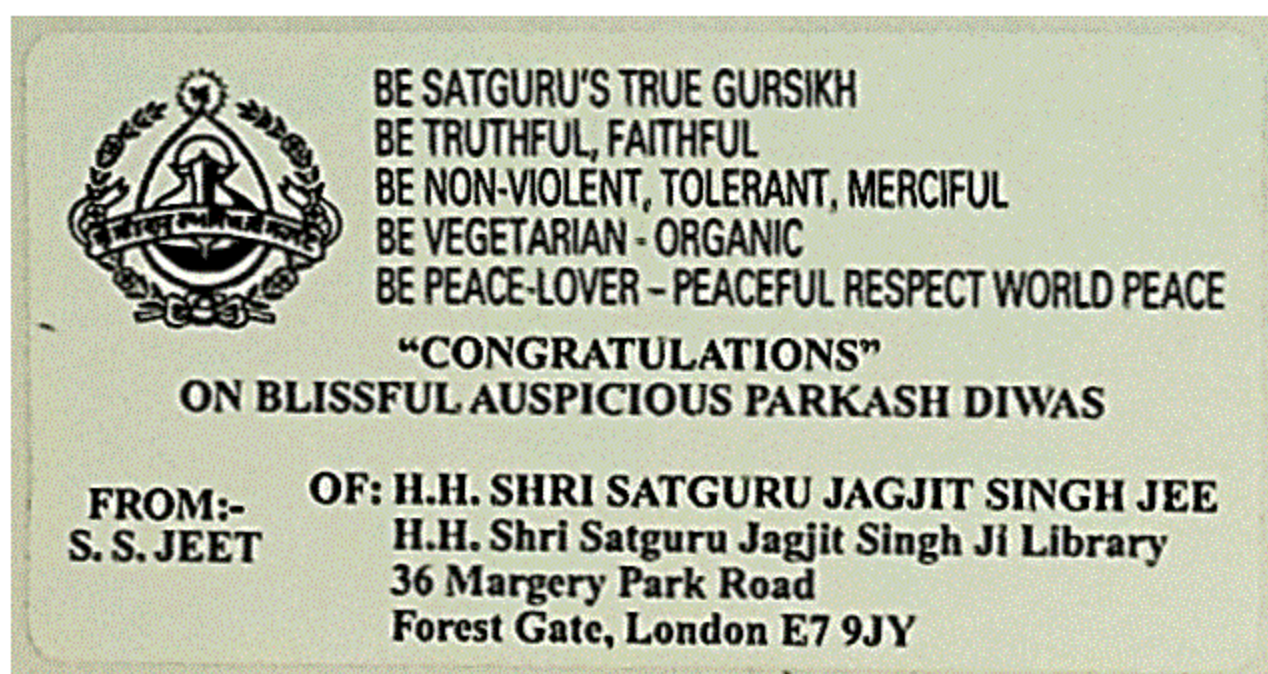 BE SATGURU'S TRUE GURSIKH
BE TRUTHFUL, FAITHFUL
BE NON-VIOLENT, TOLERANT, MERCIFUL
BE VEGETARIAN - ORGANIC
BE PEACE-LOVER – PEACEFUL RESPECT WORLD PEACE
“CONGRATULATIONS”
ON BLISSFUL AUSPICIOUS PARKASH DIWAS
FROM:-
S. S. JEET
OF: H.H. SHRI SATGURU JAGJIT SINGH JEE
H.H. Shri Satguru Jagjit Singh Ji Library
36 Margery Park Road
Forest Gate, London E7 9JY